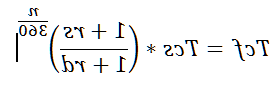 Tcf = Tcs * ((1 + rs)/(1 + rd))^(n/360)